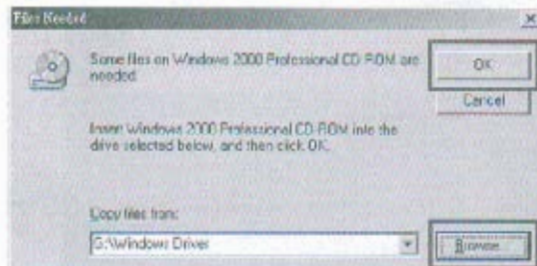 Files Needed
Some files on Windows 2000 Professional CD-ROM are
needed.
OK
Cancel
Insert Windows 2000 Professional CD-ROM into the
drive selected below, and then click OK.
Copy files from:
G:\Windows Driver
Browse...